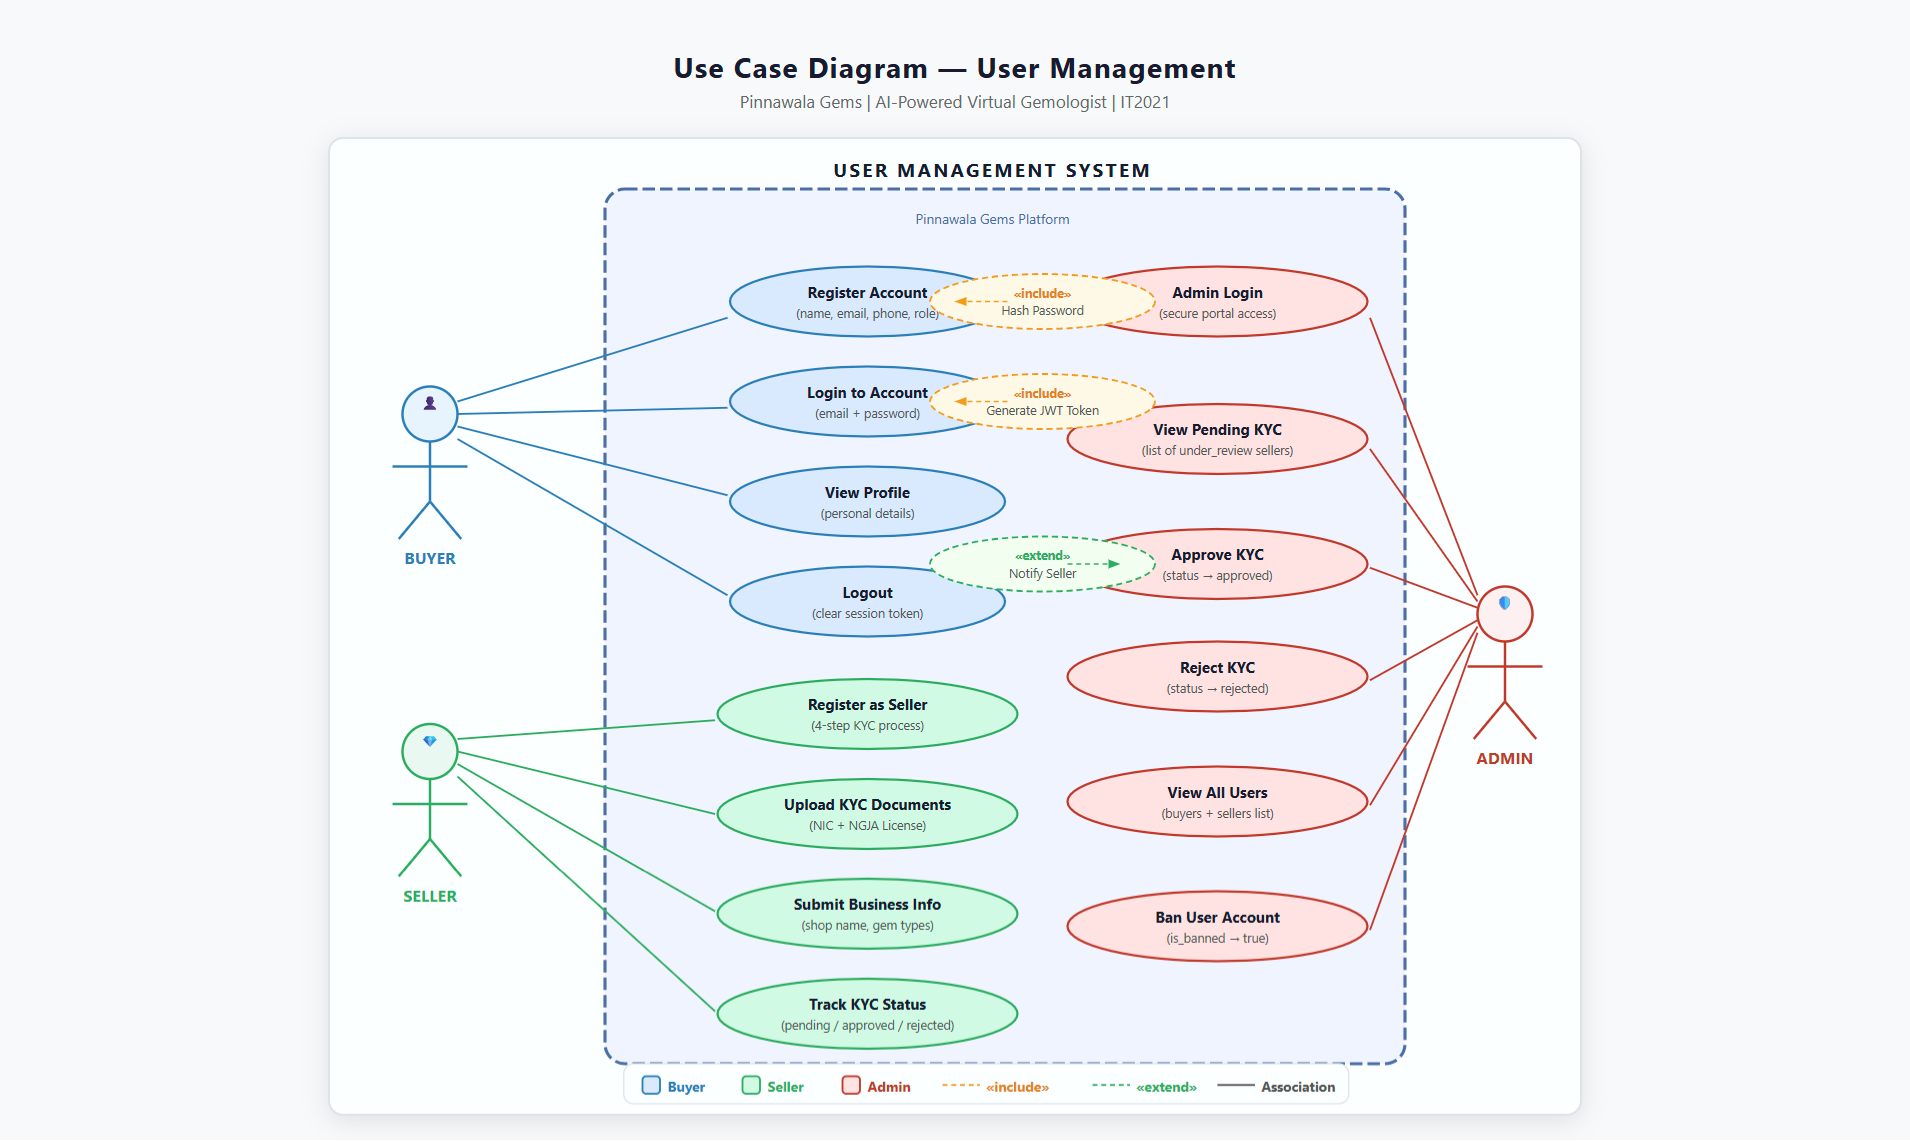 Use Case Diagram — User Management
Pinnawala Gems | AI-Powered Virtual Gemologist | IT2021
USER MANAGEMENT SYSTEM
Pinnawala Gems Platform
Register Account
(name, email, phone, role)
«include»
Hash Password
Admin Login
(secure portal access)
Login to Account
(email + password)
«include»
Generate JWT Token
View Pending KYC
(list of under_review sellers)
View Profile
(personal details)
BUYER
«extend»
Notify Seller
Approve KYC
(status → approved)
Logout
(clear session token)
Reject KYC
(status → rejected)
Register as Seller
(4-step KYC process)
ADMIN
Upload KYC Documents
(NIC + NGJA License)
View All Users
(buyers + sellers list)
SELLER
Submit Business Info
(shop name, gem types)
Ban User Account
(is_banned → true)
Track KYC Status
(pending / approved / rejected)
Buyer
Seller
Admin
«include»
«extend»
Association